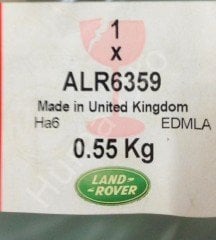 1
x
ALR6359
Made in United Kingdom
Ha6 EDMLA
0.55 Kg
LAND-
ROVER